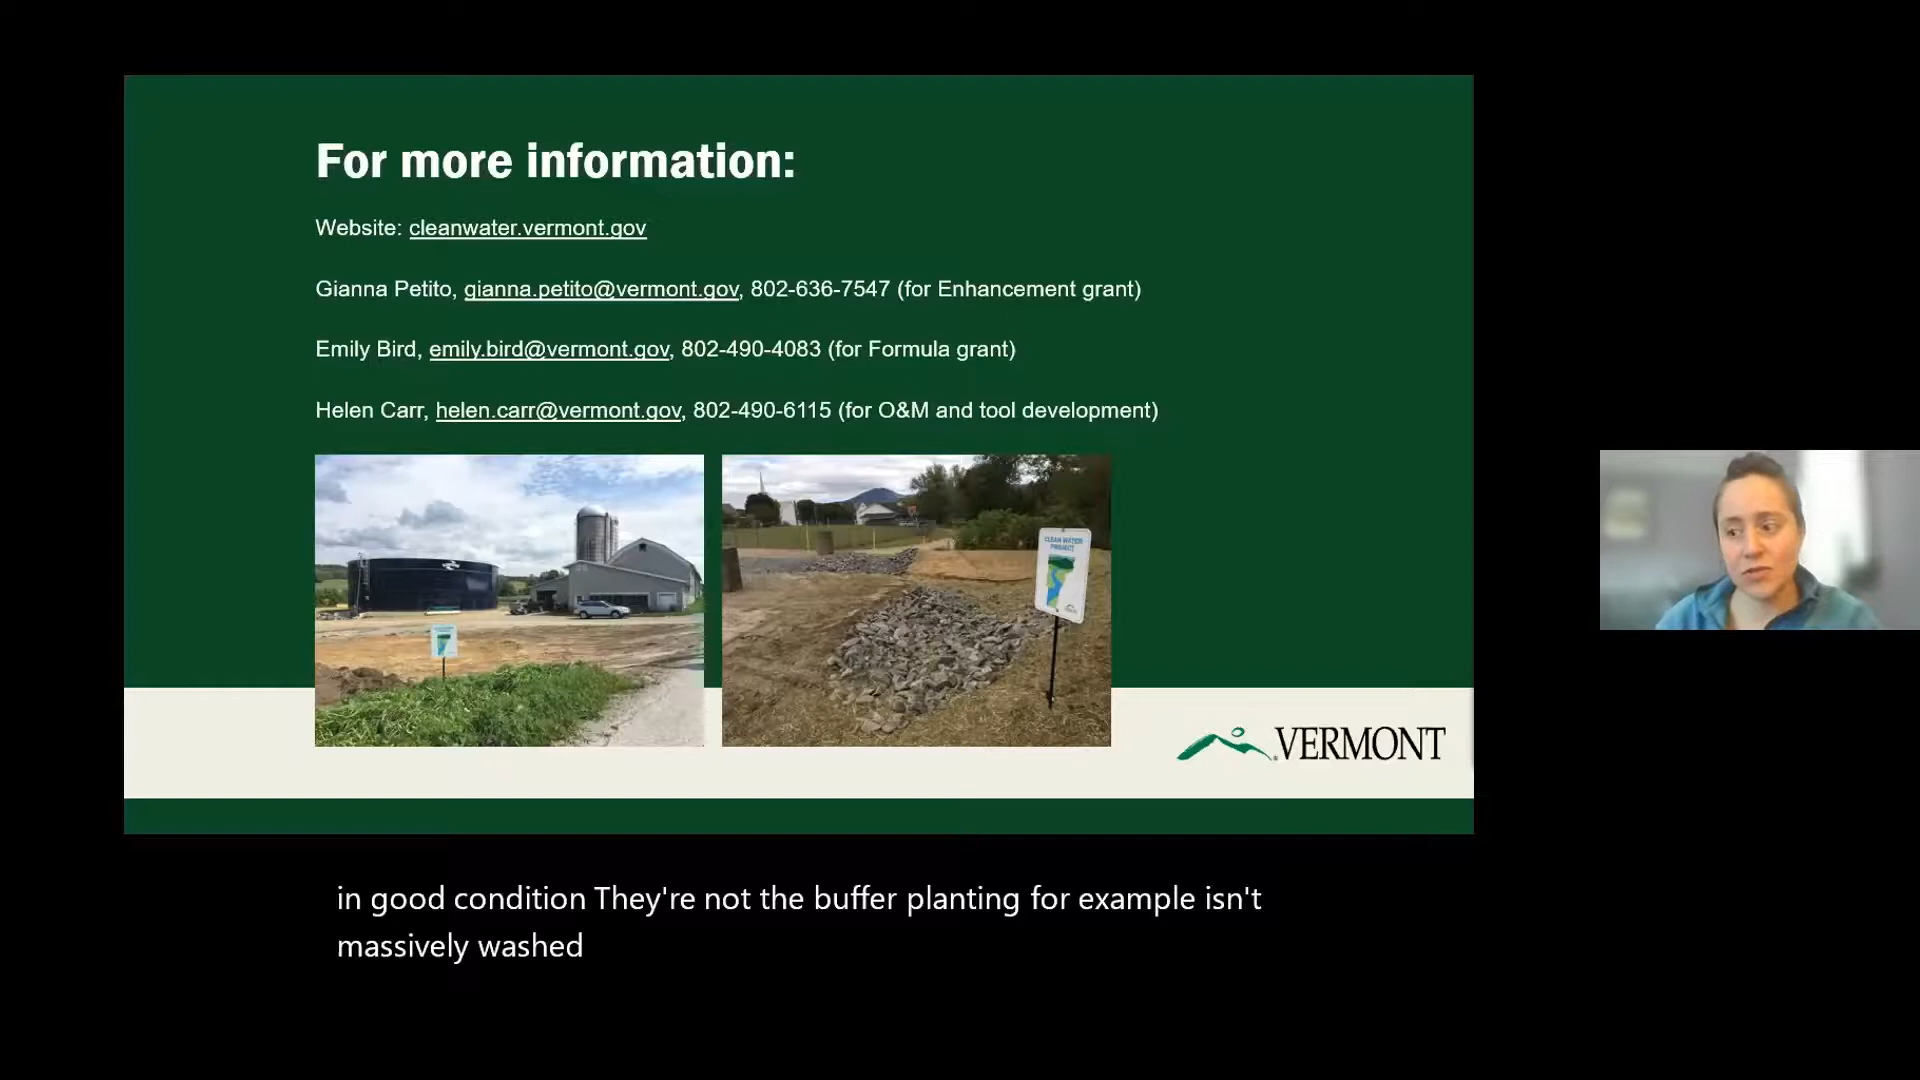 For more information:
Website: cleanwater.vermont.gov
Gianna Petito, gianna.petito@vermont.gov, 802-636-7547 (for Enhancement grant)
Emily Bird, emily.bird@vermont.gov, 802-490-4083 (for Formula grant)
Helen Carr, helen.carr@vermont.gov, 802-490-6115 (for O&M and tool development)
CLEAN WATER
PROJECT
VERMONT
in good condition They're not the buffer planting for example isn't
massively washed